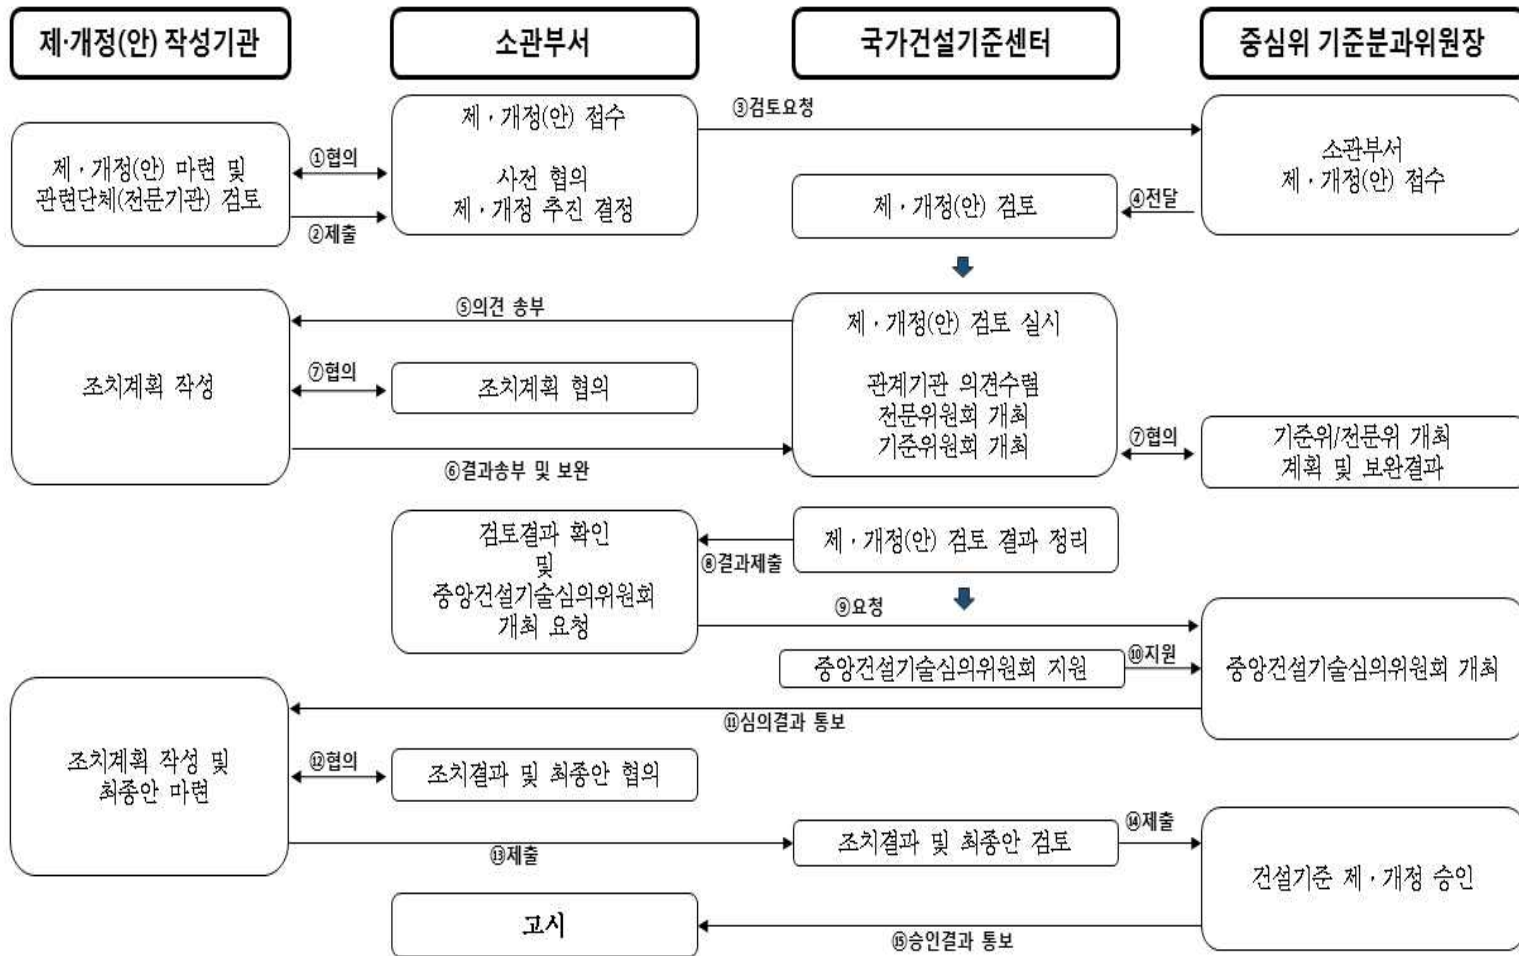 제·개정(안) 작성기관
소관부서
국가건설기준센터
중심위 기준분과위원장
제·개정(안) 마련 및
관련단체(전문기관) 검토
①협의
②제출
제·개정(안) 접수
사전 협의
제·개정 추진 결정
③검토요청
제·개정(안) 검토
④전달
소관부서
제·개정(안) 접수
조치계획 작성
⑤의견 송부
⑦협의
조치계획 협의
⑥결과송부 및 보완
제·개정(안) 검토 실시
관계기관 의견수렴
전문위원회 개최
기준위원회 개최
⑦협의
기준위/전문위 개최
계획 및 보완결과
검토결과 확인
및
중앙건설기술심의위원회
개최 요청
⑧결과제출
제·개정(안) 검토 결과 정리
⑨요청
중앙건설기술심의위원회 지원
⑩지원
중앙건설기술심의위원회 개최
⑪심의결과 통보
조치계획 작성 및
최종안 마련
⑫협의
조치결과 및 최종안 협의
⑬제출
조치결과 및 최종안 검토
⑭제출
건설기준 제·개정 승인
고시
⑮승인결과 통보